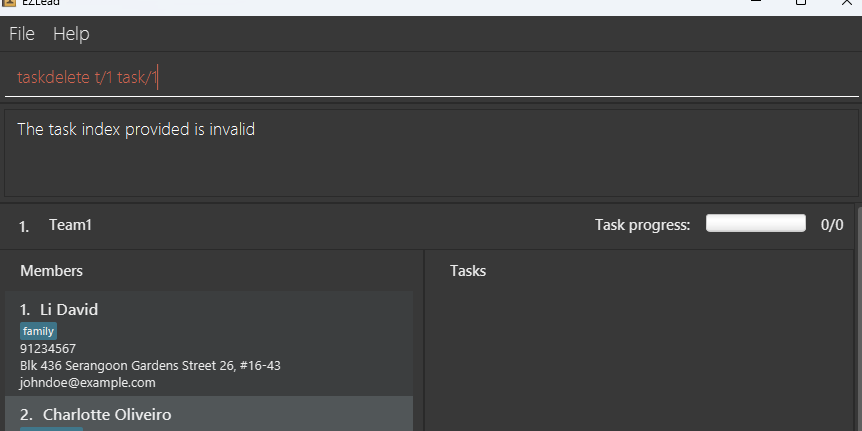 EZLead
File Help
taskdelete t/1 task/1
The task index provided is invalid
1. Team1 Task progress: 0/0
Members Tasks
1. Li David
family
91234567
Blk 436 Serangoon Gardens Street 26, #16-43
johndoe@example.com
2. Charlotte Oliveiro